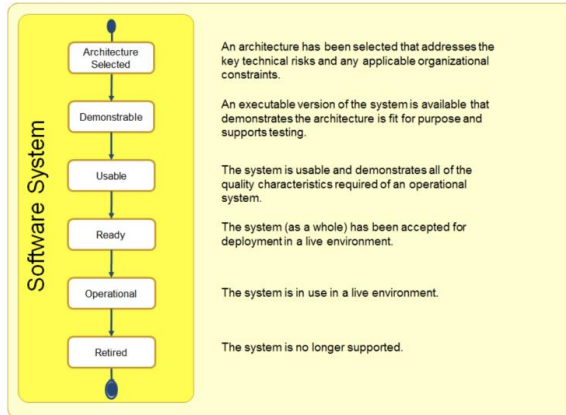 Software System
Architecture
Selected
An architecture has been selected that addresses the
key technical risks and any applicable organizational
constraints.
Demonstrable
An executable version of the system is available that
demonstrates the architecture is fit for purpose and
supports testing.
Usable
The system is usable and demonstrates all of the
quality characteristics required of an operational
system.
Ready
The system (as a whole) has been accepted for
deployment in a live environment.
Operational
The system is in use in a live environment.
Retired
The system is no longer supported.